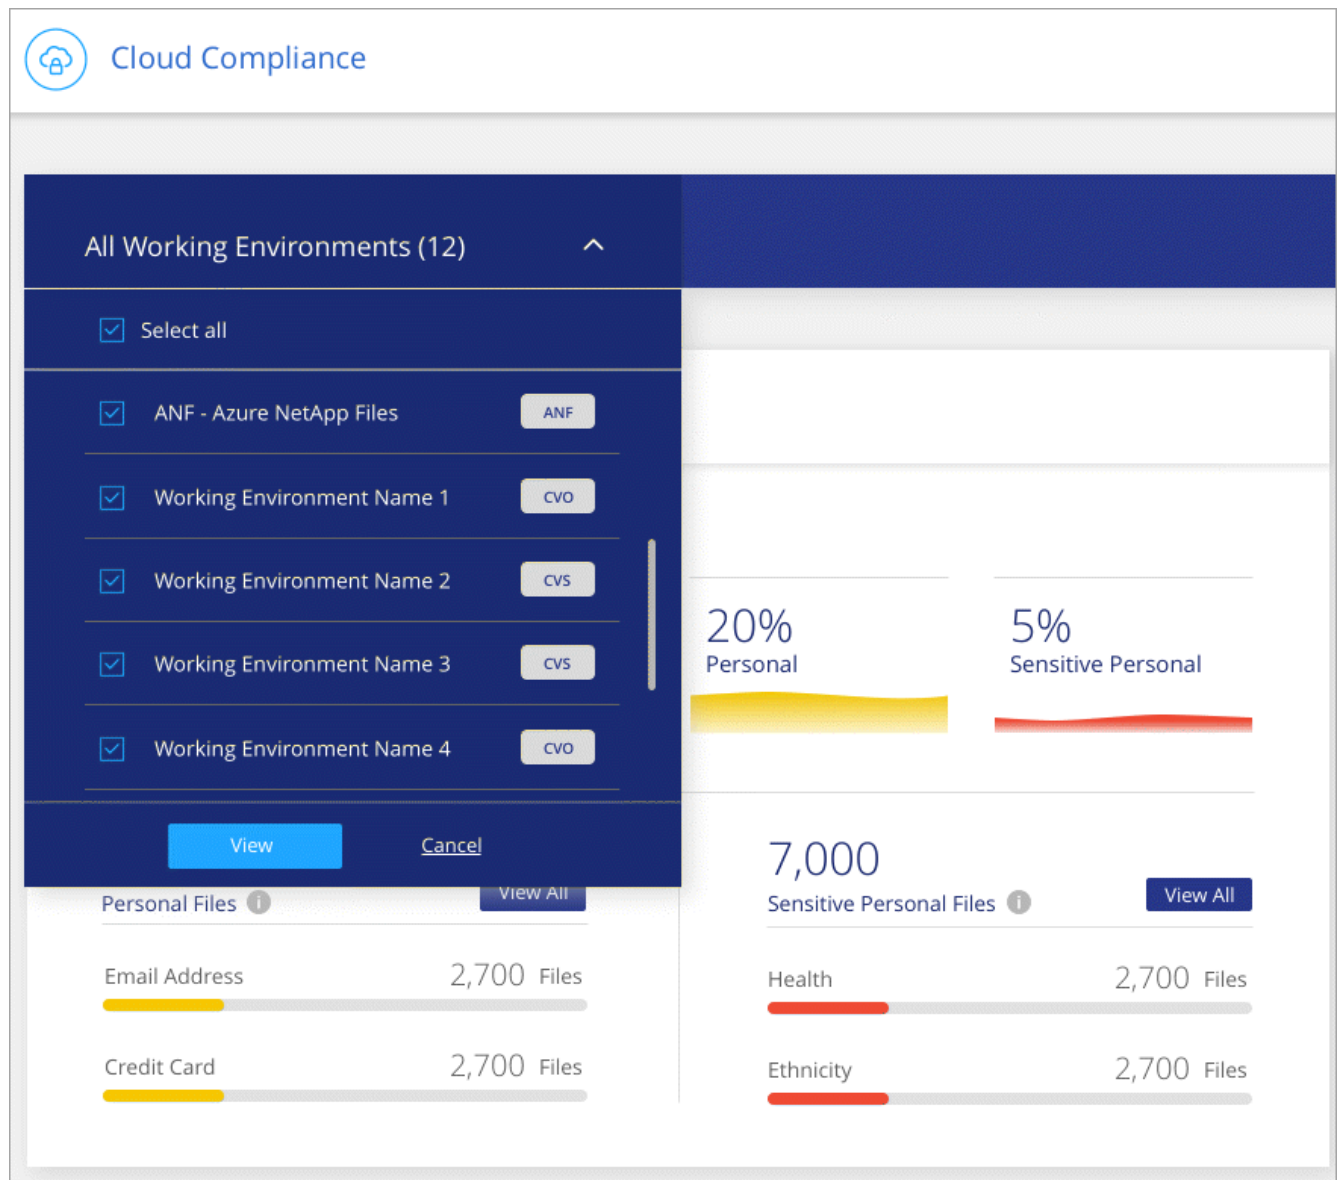 Cloud Compliance
All Working Environments (12)
Select all
ANF - Azure NetApp Files ANF
Working Environment Name 1 CVO
Working Environment Name 2 CVS
Working Environment Name 3 CVS
Working Environment Name 4 CVO
View Cancel
20%
Personal
5%
Sensitive Personal
Personal Files i View All
Email Address 2,700 Files
Credit Card 2,700 Files
7,000
Sensitive Personal Files i View All
Health 2,700 Files
Ethnicity 2,700 Files